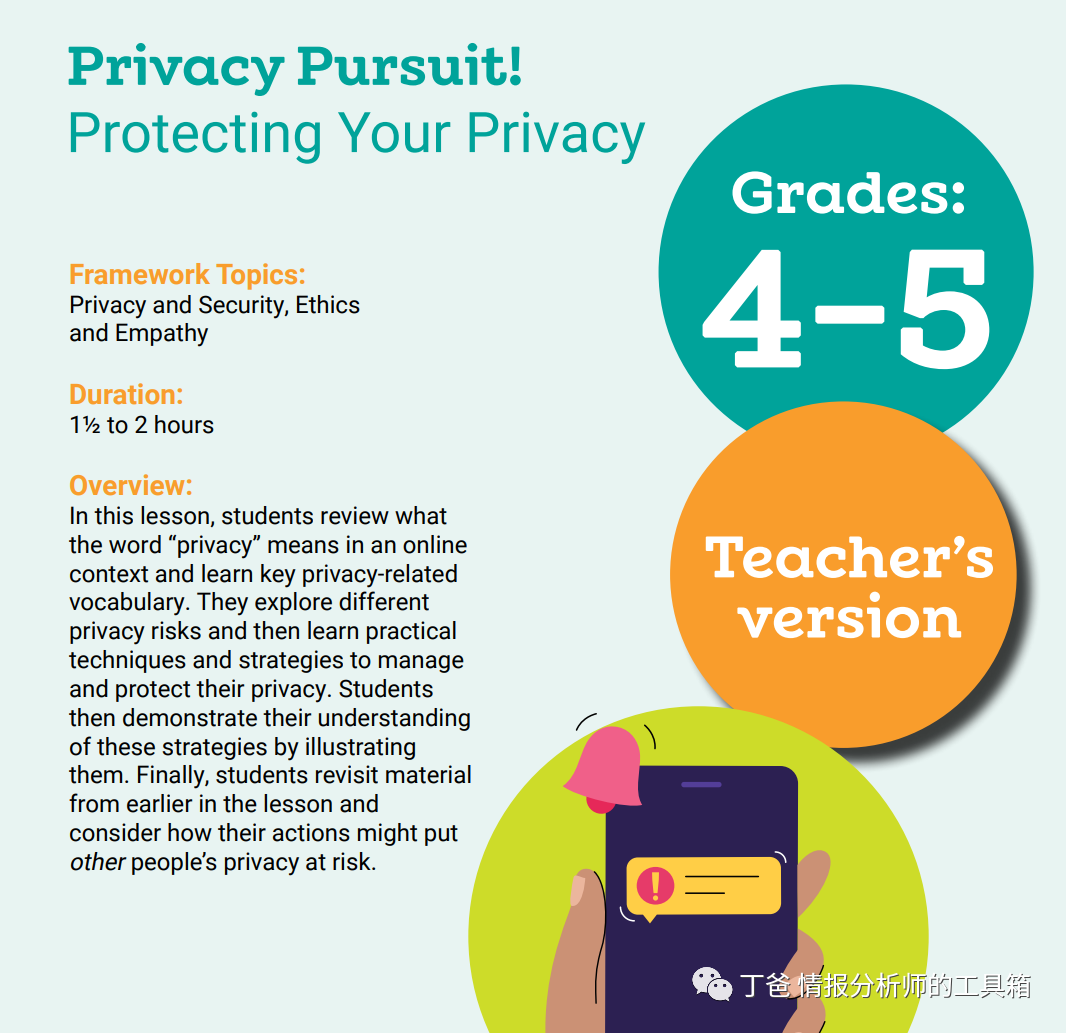 Privacy Pursuit!
Protecting Your Privacy
Grades:
4–5
Framework Topics:
Privacy and Security, Ethics
and Empathy
Duration:
1½ to 2 hours
Overview:
In this lesson, students review what
the word “privacy” means in an online
context and learn key privacy-related
vocabulary. They explore different
privacy risks and then learn practical
techniques and strategies to manage
and protect their privacy. Students
then demonstrate their understanding
of these strategies by illustrating
them. Finally, students revisit material
from earlier in the lesson and
consider how their actions might put
other people’s privacy at risk.
Teacher’s
version
!
丁爸 情报分析师的工具箱